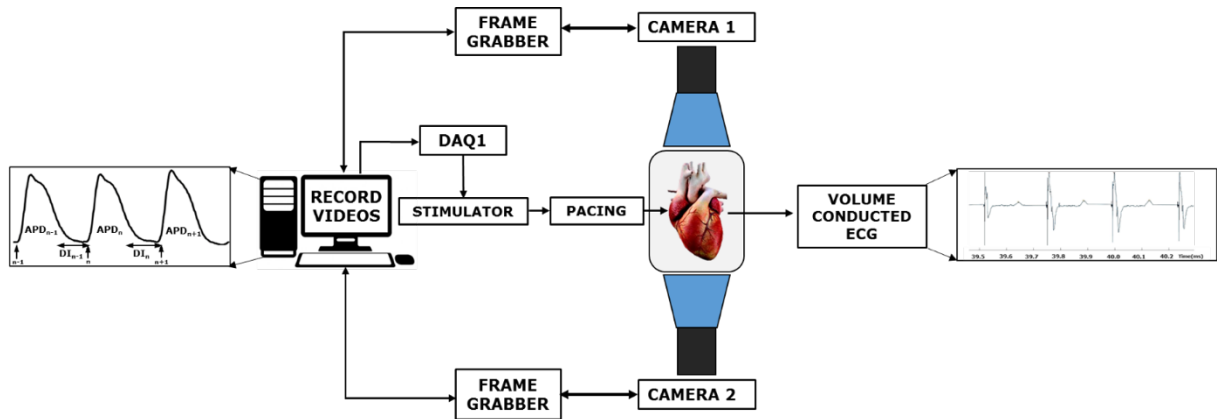 FRAME
GRABBER
CAMERA 1
DAQ1
RECORD
VIDEOS
STIMULATOR
PACING
VOLUME
CONDUCTED
ECG
APDn-1
APDn
APDn+1
DIn-1
DIn
n-1
n
n+1
39.5 39.6 39.7 39.8 39.9 40.0 40.1 40.2 Time(ms)
FRAME
GRABBER
CAMERA 2